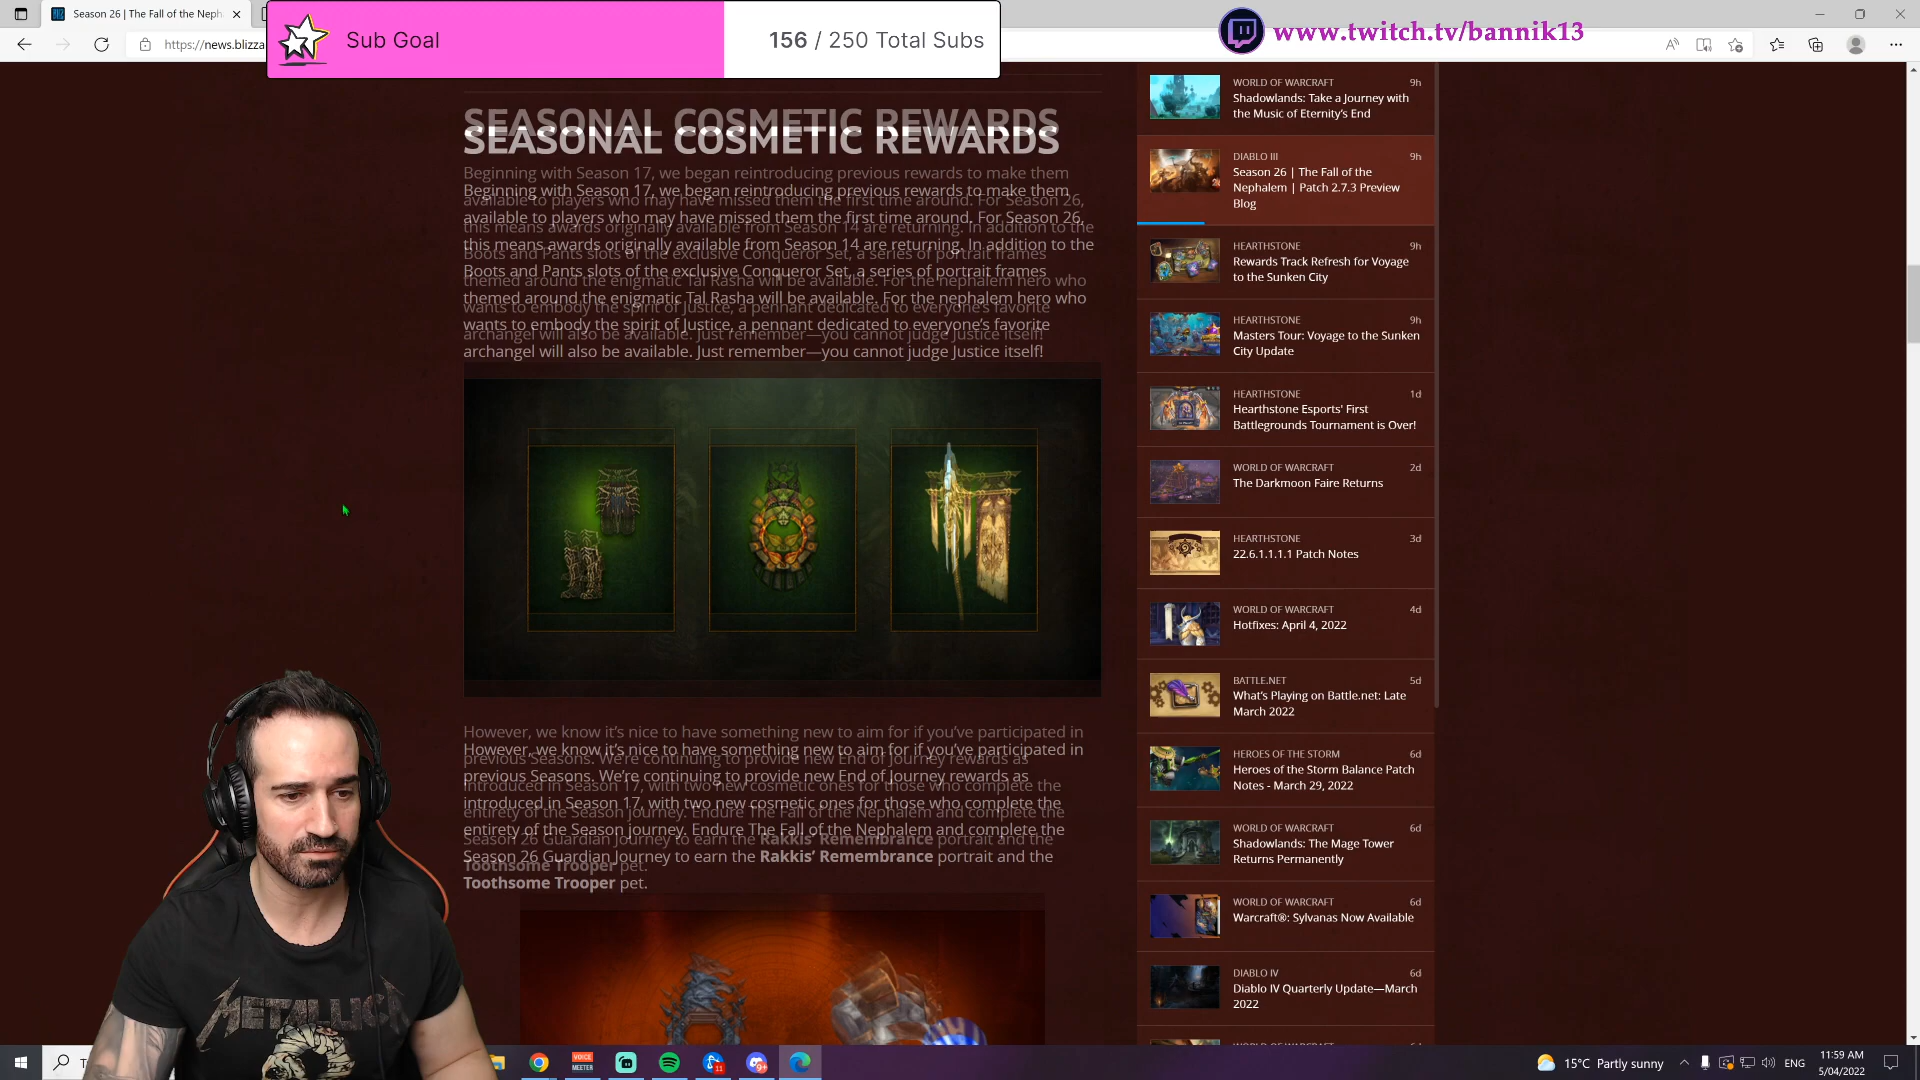 Season 26 | The Fall of the Neph
https://news.blizza
Sub Goal
156 / 250 Total Subs
www.twitch.tv/bannik13
SEASONAL COSMETIC REWARDS
Beginning with Season 17, we began reintroducing previous rewards to make them
available to players who may have missed them the first time around. For Season 26,
this means awards originally available from Season 14 are returning. In addition to the
Boots and Pants slots of the exclusive Conqueror Set, a series of portrait frames
themed around the enigmatic Tal Rasha will be available. For the nephalem hero who
wants to embody the spirit of Justice, a pennant dedicated to everyone's favorite
archangel will also be available. Just remember—you cannot judge Justice itself!
However, we know it's nice to have something new to aim for if you've participated in
previous Seasons. We're continuing to provide new End of Journey rewards as
introduced in Season 17, with two new cosmetic ones for those who complete the
entirety of the Season journey. Endure The Fall of the Nephalem and complete the
Season 26 Guardian Journey to earn the Rakkis' Remembrance portrait and the
Toothsome Trooper pet.
WORLD OF WARCRAFT 9h
Shadowlands: Take a Journey with
the Music of Eternity's End
DIABLO III 9h
Season 26 | The Fall of the
Nephalem | Patch 2.7.3 Preview
Blog
HEARTHSTONE 9h
Rewards Track Refresh for Voyage
to the Sunken City
HEARTHSTONE 9h
Masters Tour: Voyage to the Sunken
City Update
HEARTHSTONE 1d
Hearthstone Esports' First
Battlegrounds Tournament is Over!
WORLD OF WARCRAFT 2d
The Darkmoon Faire Returns
HEARTHSTONE 3d
22.6.1.1.1.1 Patch Notes
WORLD OF WARCRAFT 4d
Hotfixes: April 4, 2022
BATTLE.NET 5d
What's Playing on Battle.net: Late
March 2022
HEROES OF THE STORM 6d
Heroes of the Storm Balance Patch
Notes - March 29, 2022
WORLD OF WARCRAFT 6d
Shadowlands: The Mage Tower
Returns Permanently
WORLD OF WARCRAFT 6d
Warcraft®: Sylvanas Now Available
DIABLO IV 6d
Diablo IV Quarterly Update—March
2022
METALLICA
T
VOICE
MEETER
11
9+
15°C Partly sunny
ENG
11:59 AM
5/04/2022